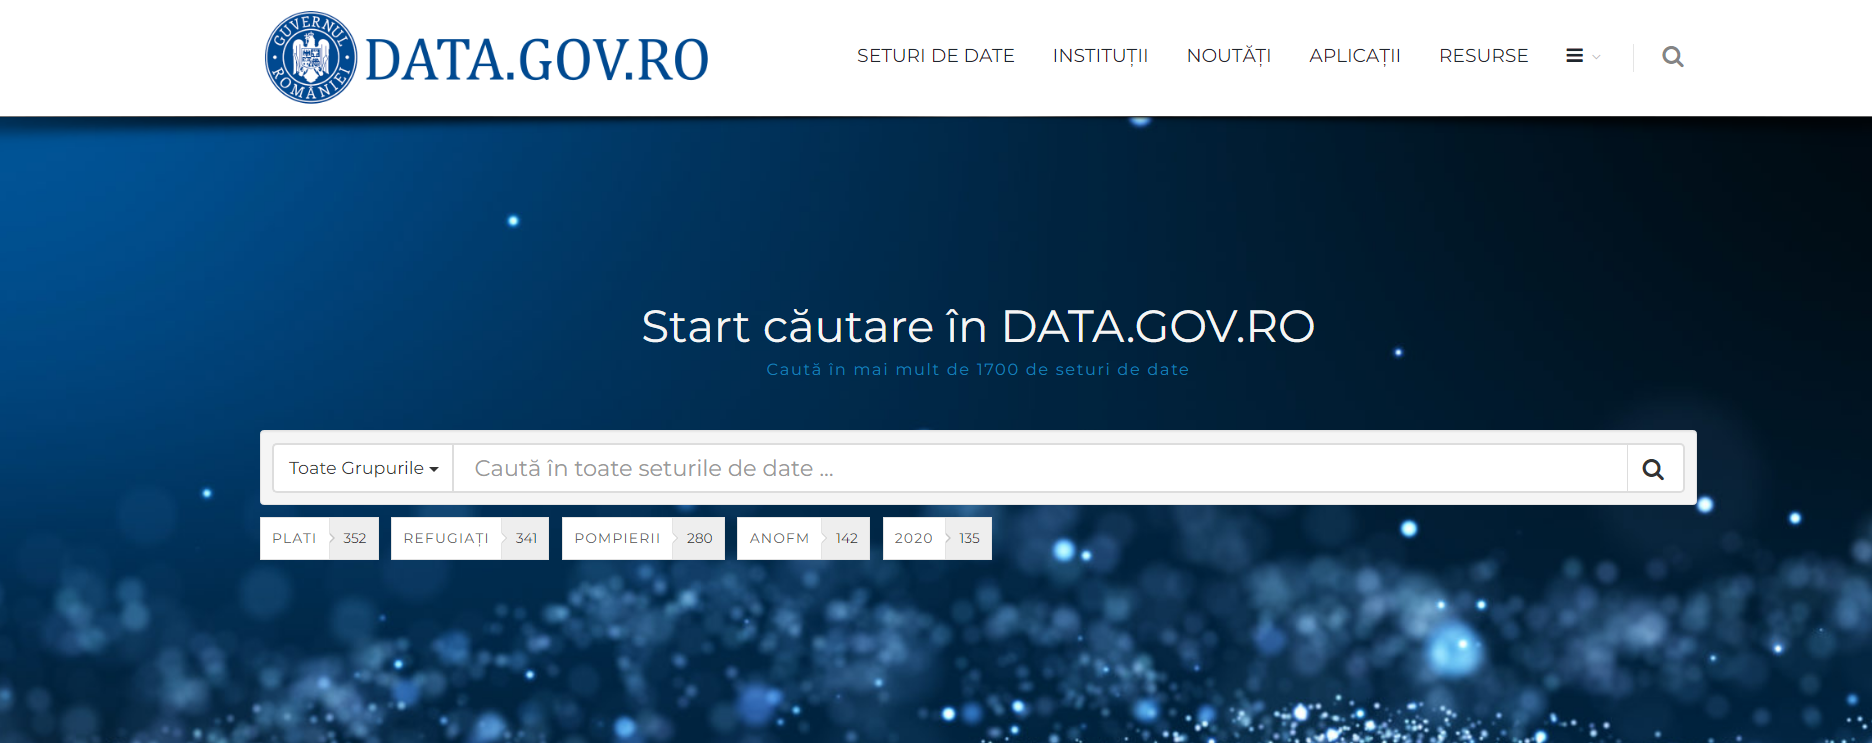 GUVERNUL ROMÂNIEI
DATA.GOV.RO
SETURI DE DATE INSTITUȚII NOUTĂȚI APLICAȚII RESURSE
Start căutare în DATA.GOV.RO
Caută în mai mult de 1700 de seturi de date
Toate Grupurile Caută în toate seturile de date ...
PLATI 352 REFUGIAȚI 341 POMPIERII 280 ANOFM 142 2020 135